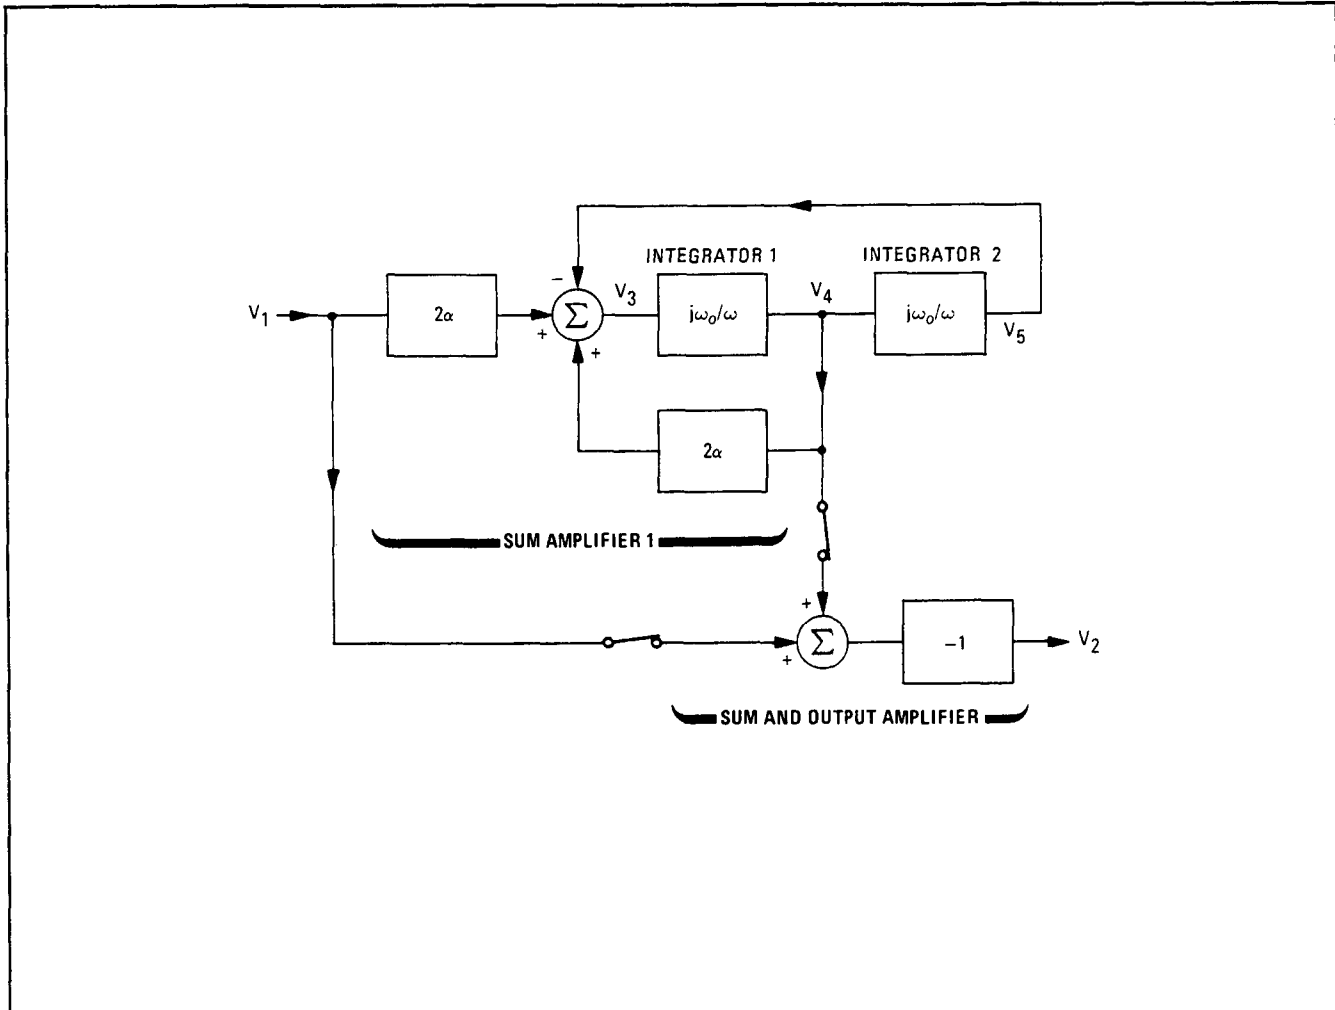 INTEGRATOR 1
INTEGRATOR 2
−
V3
V4
V1
2α
Σ
jω₀/ω
jω₀/ω
V5
+
+
2α
SUM AMPLIFIER 1
+
Σ
−1
V2
+
SUM AND OUTPUT AMPLIFIER